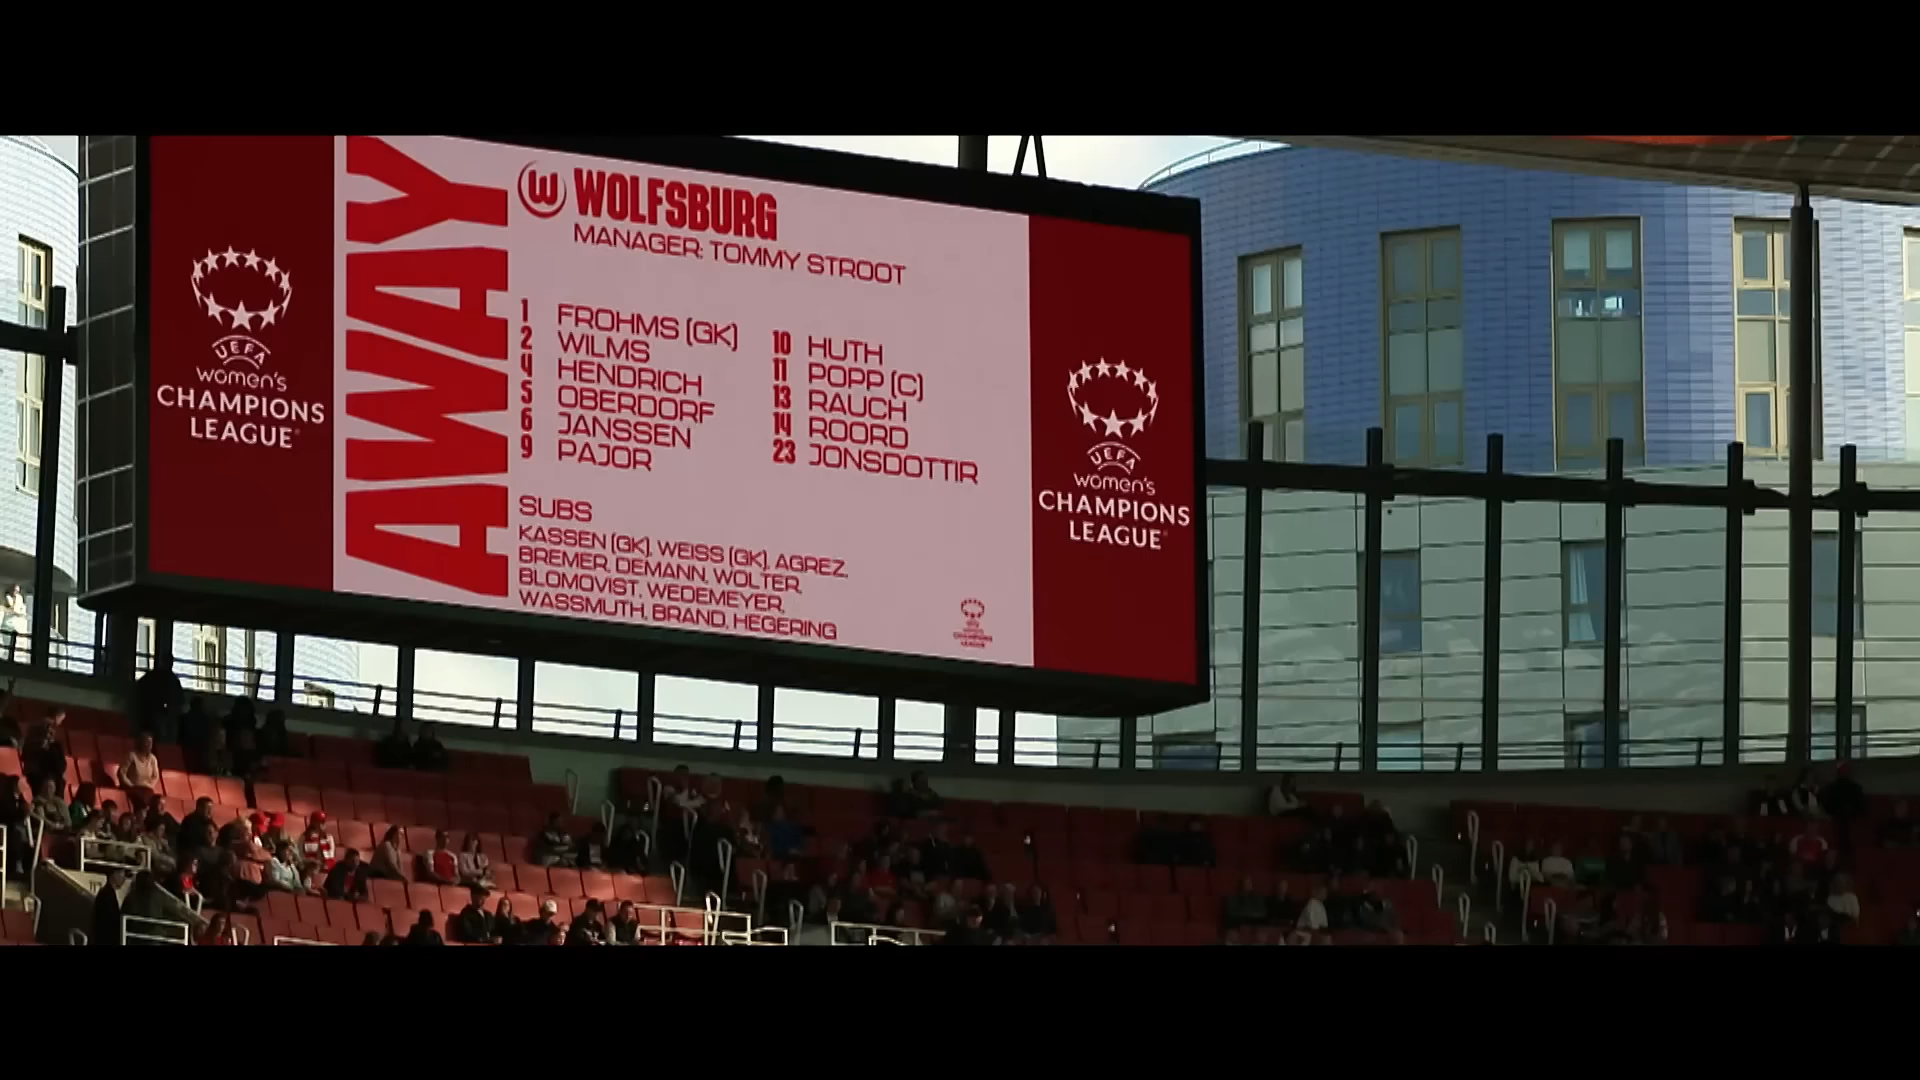 UEFA
women's
CHAMPIONS
LEAGUE
AWAY
W WOLFSBURG
MANAGER: TOMMY STROOT
1 FROHMS (GK)
2 WILMS
4 HENDRICH
5 OBERDORF
6 JANSSEN
9 PAJOR
10 HUTH
11 POPP (C)
13 RAUCH
14 ROORD
23 JONSDOTTIR
SUBS
KASSEN (GK), WEISS (GK), AGREZ,
BREMER, DEMANN, WOLTER,
BLOMQVIST, WEDEMEYER,
WASSMUTH, BRAND, HEGERING
UEFA
women's
CHAMPIONS
LEAGUE
CHAMPIONS
LEAGUE